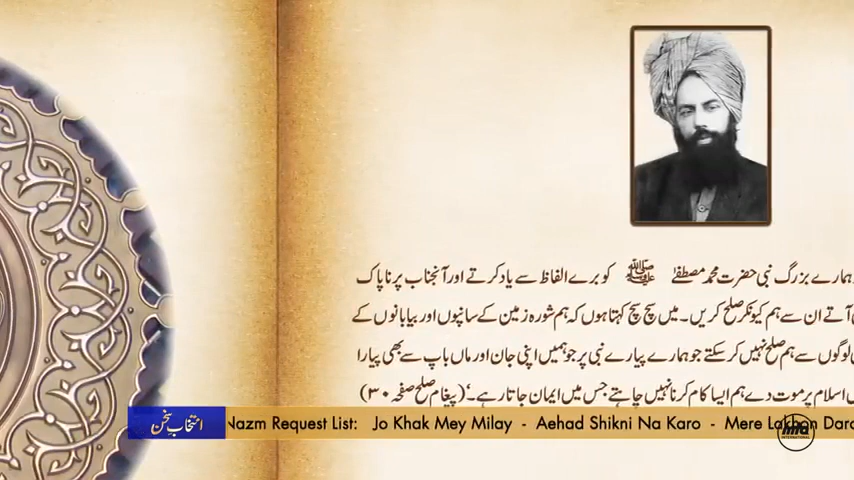 ہمارے بزرگ نبی حضرت محمد مصطفےٰ ﷺ کو برے الفاظ سے یاد کرتے اور آنجناب پر ناپاک
آتے ان سے ہم کیونکر صلح کریں۔ میں سچ سچ کہتا ہوں کہ ہم شورہ زمین کے سانپوں اور بیابانوں کے
لوگوں سے ہم صلح نہیں کر سکتے جو ہمارے پیارے نبی پر جو ہمیں اپنی جان اور ماں باپ سے بھی پیارا
اسلام پر موت دے ہم ایسا کام کرنا نہیں چاہتے جس میں ایمان جاتا رہے۔‘ (پیغام صلح صفحہ ۳۰)
انتخابِ سخن
Nazm Request List: Jo Khak Mey Milay - Aehad Shikni Na Karo - Mere
mta
INTERNATIONAL